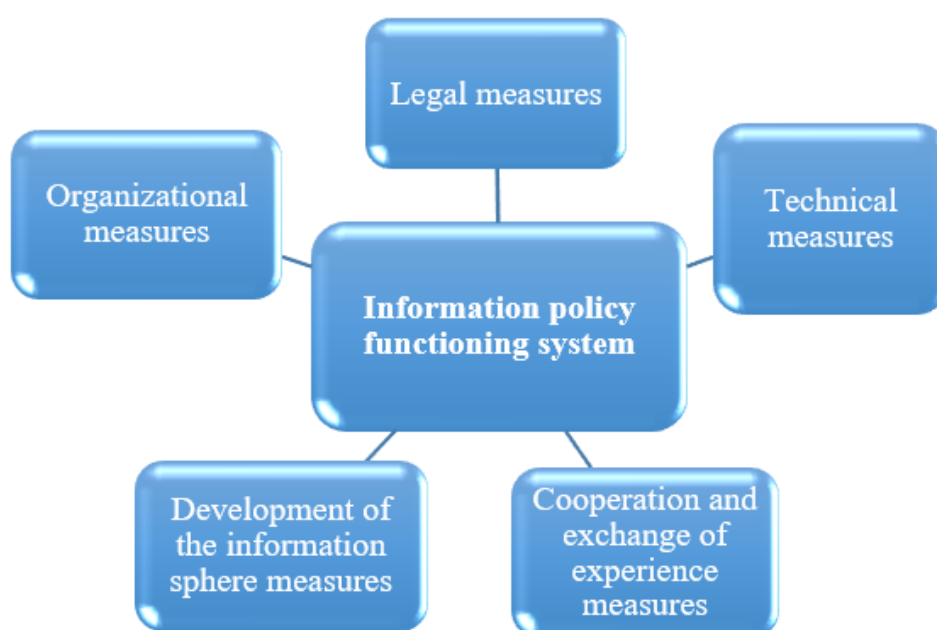 Legal measures
Organizational
measures
Technical
measures
Information policy
functioning system
Development of
the information
sphere measures
Cooperation and
exchange of
experience
measures